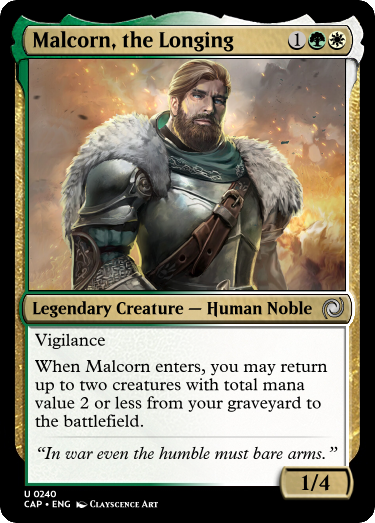 Malcorn, the Longing 1
Legendary Creature — Human Noble
Vigilance
When Malcorn enters, you may return
up to two creatures with total mana
value 2 or less from your graveyard to
the battlefield.
“In war even the humble must bare arms.”
1/4
U 0240
CAP • ENG Clayscence Art